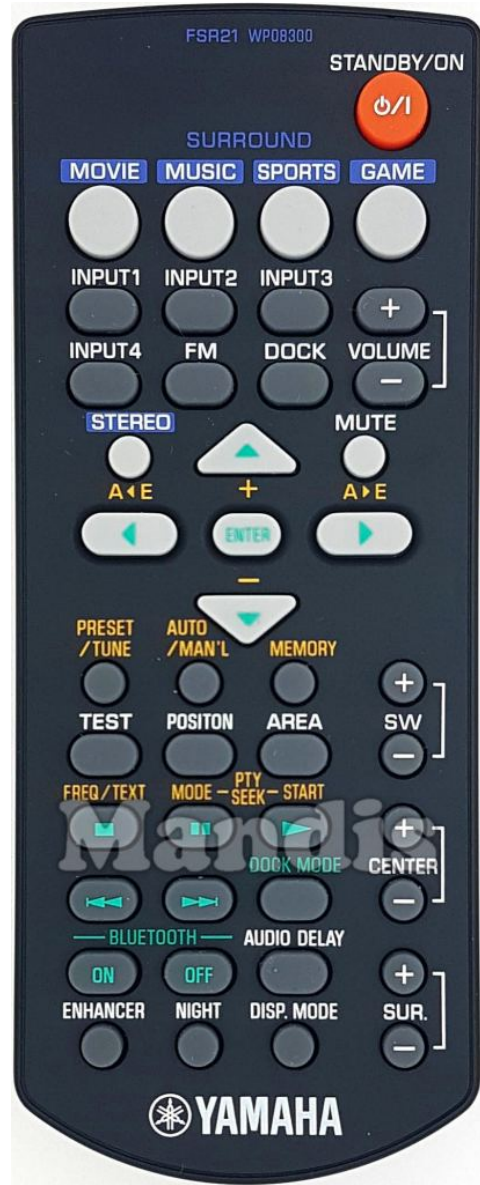 FSR21 WP08300
STANDBY/ON
⏻/I
SURROUND
MOVIE MUSIC SPORTS GAME
INPUT1 INPUT2 INPUT3
+
INPUT4 FM DOCK VOLUME
−
STEREO MUTE
A◂E + A▸E
ENTER
−
PRESET AUTO
/TUNE /MAN'L MEMORY
+
TEST POSITON AREA SW
−
FREQ/TEXT MODE PTY SEEK START
Mandis
+
DOCK MODE CENTER
−
BLUETOOTH AUDIO DELAY
ON OFF +
ENHANCER NIGHT DISP. MODE SUR.
−
YAMAHA